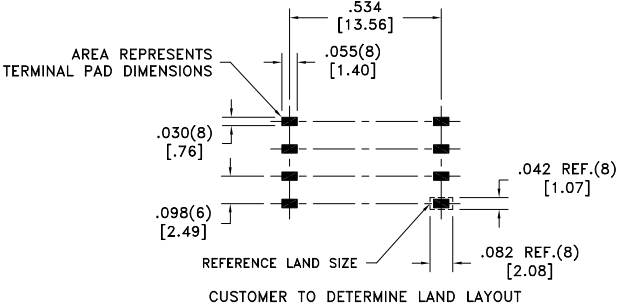 .534
[13.56]
AREA REPRESENTS
TERMINAL PAD DIMENSIONS
.055(8)
[1.40]
.030(8)
[.76]
.042 REF.(8)
[1.07]
.098(6)
[2.49]
REFERENCE LAND SIZE
.082 REF.(8)
[2.08]
CUSTOMER TO DETERMINE LAND LAYOUT